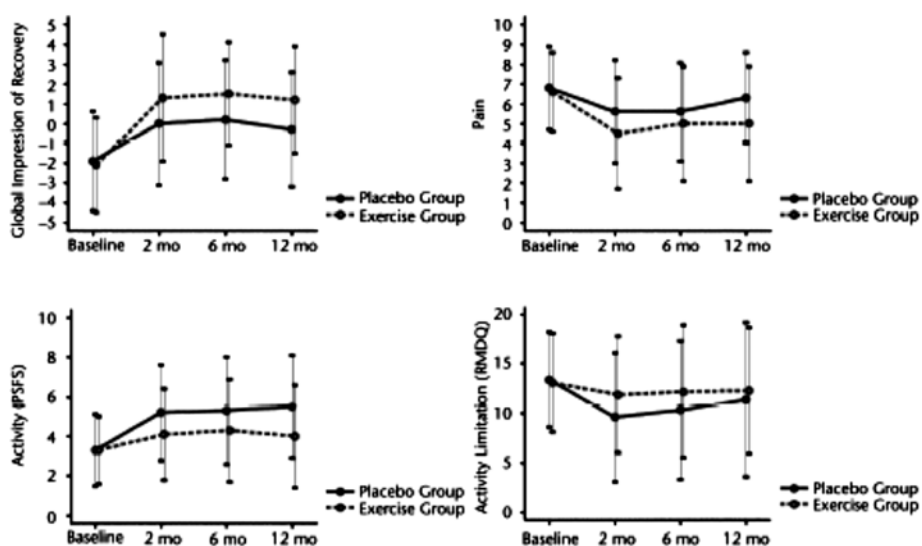 Global Impression of Recovery
5
4
3
2
1
0
−1
−2
−3
−4
−5
Baseline 2 mo 6 mo 12 mo
Placebo Group
Exercise Group
Pain
10
9
8
7
6
5
4
3
2
1
0
Baseline 2 mo 6 mo 12 mo
Placebo Group
Exercise Group
Activity (PSFS)
10
8
6
4
2
0
Baseline 2 mo 6 mo 12 mo
Placebo Group
Exercise Group
Activity Limitation (RMDQ)
20
15
10
5
0
Baseline 2 mo 6 mo 12 mo
Placebo Group
Exercise Group